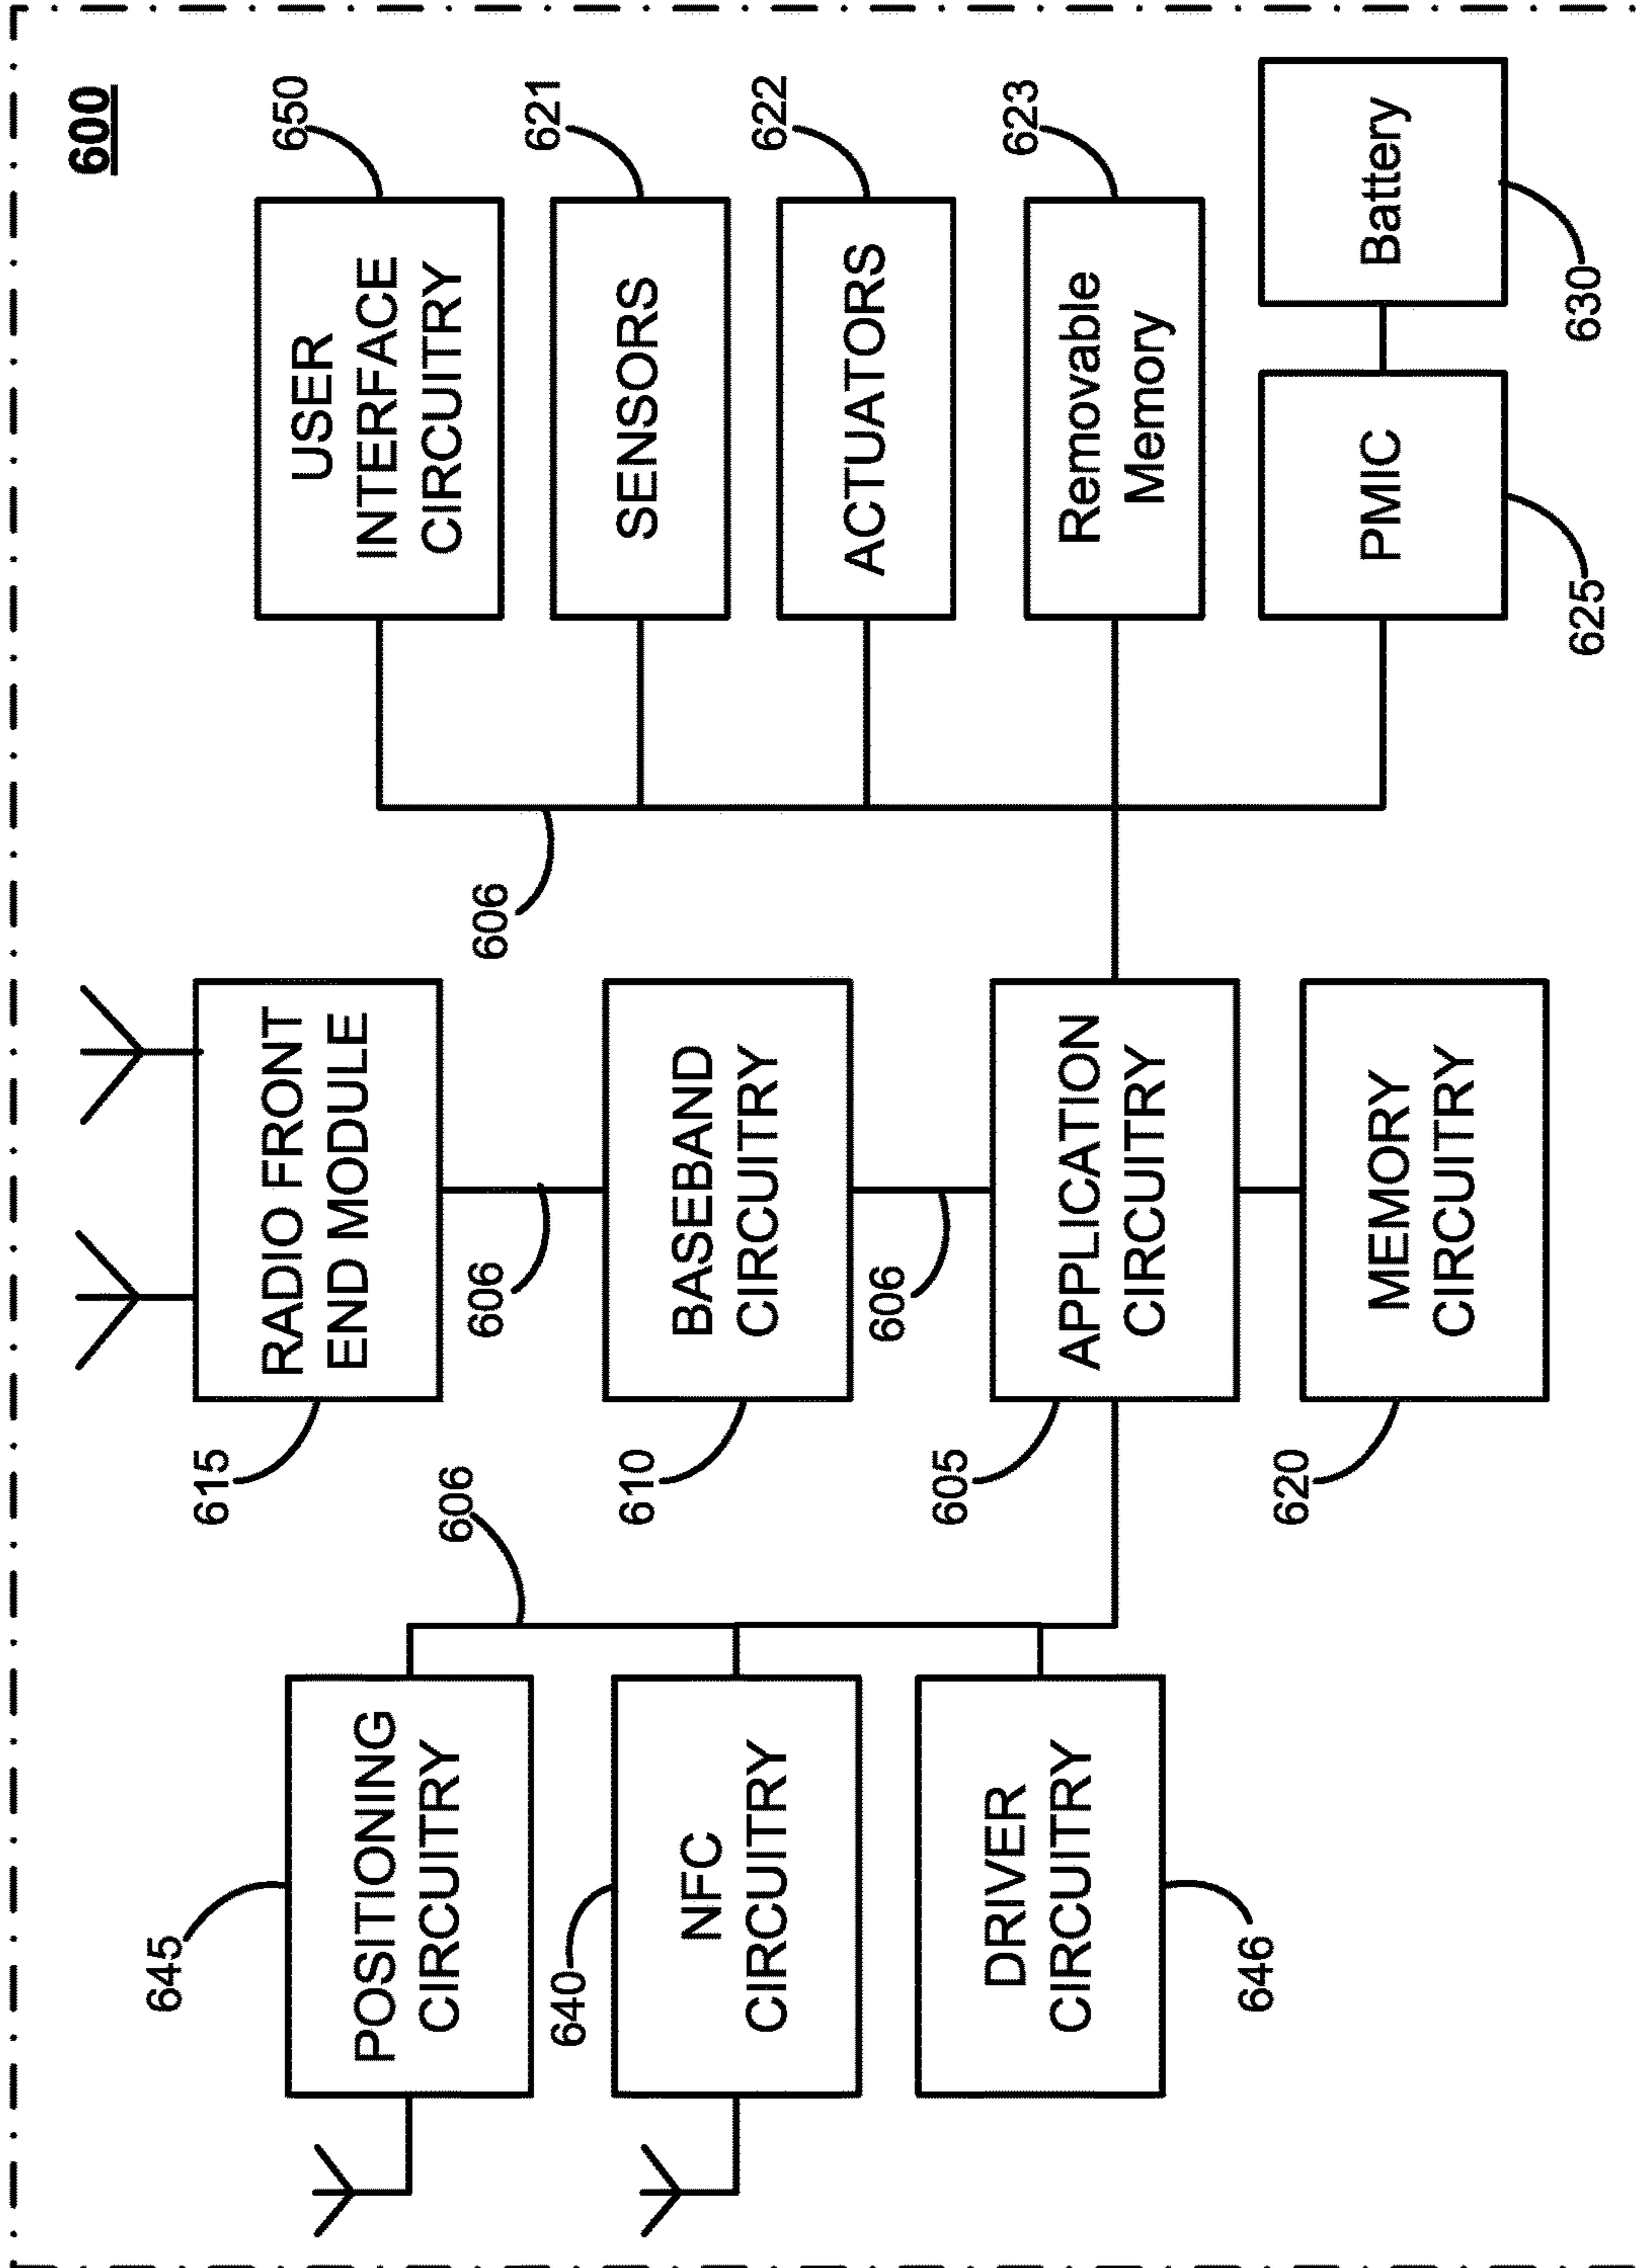 600
615
RADIO FRONT
END MODULE
650
USER
INTERFACE
CIRCUITRY
645
POSITIONING
CIRCUITRY
606
606
606
621
SENSORS
640
NFC
CIRCUITRY
610
BASEBAND
CIRCUITRY
622
ACTUATORS
606
DRIVER
CIRCUITRY
646
605
APPLICATION
CIRCUITRY
623
Removable
Memory
620
MEMORY
CIRCUITRY
PMIC
625
Battery
630